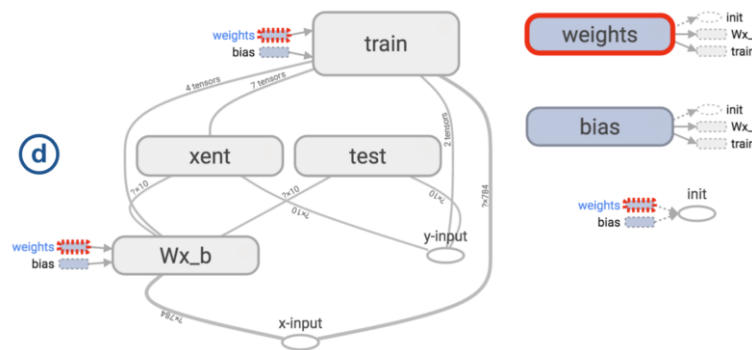 weights
bias
train
4 tensors
7 tensors
2 tensors
d
xent
test
?×10
?×10
?×10
?×10
?×784
weights
bias
Wx_b
y-input
?×784
x-input
weights
init
Wx_
train
bias
init
Wx_
train
weights
bias
init